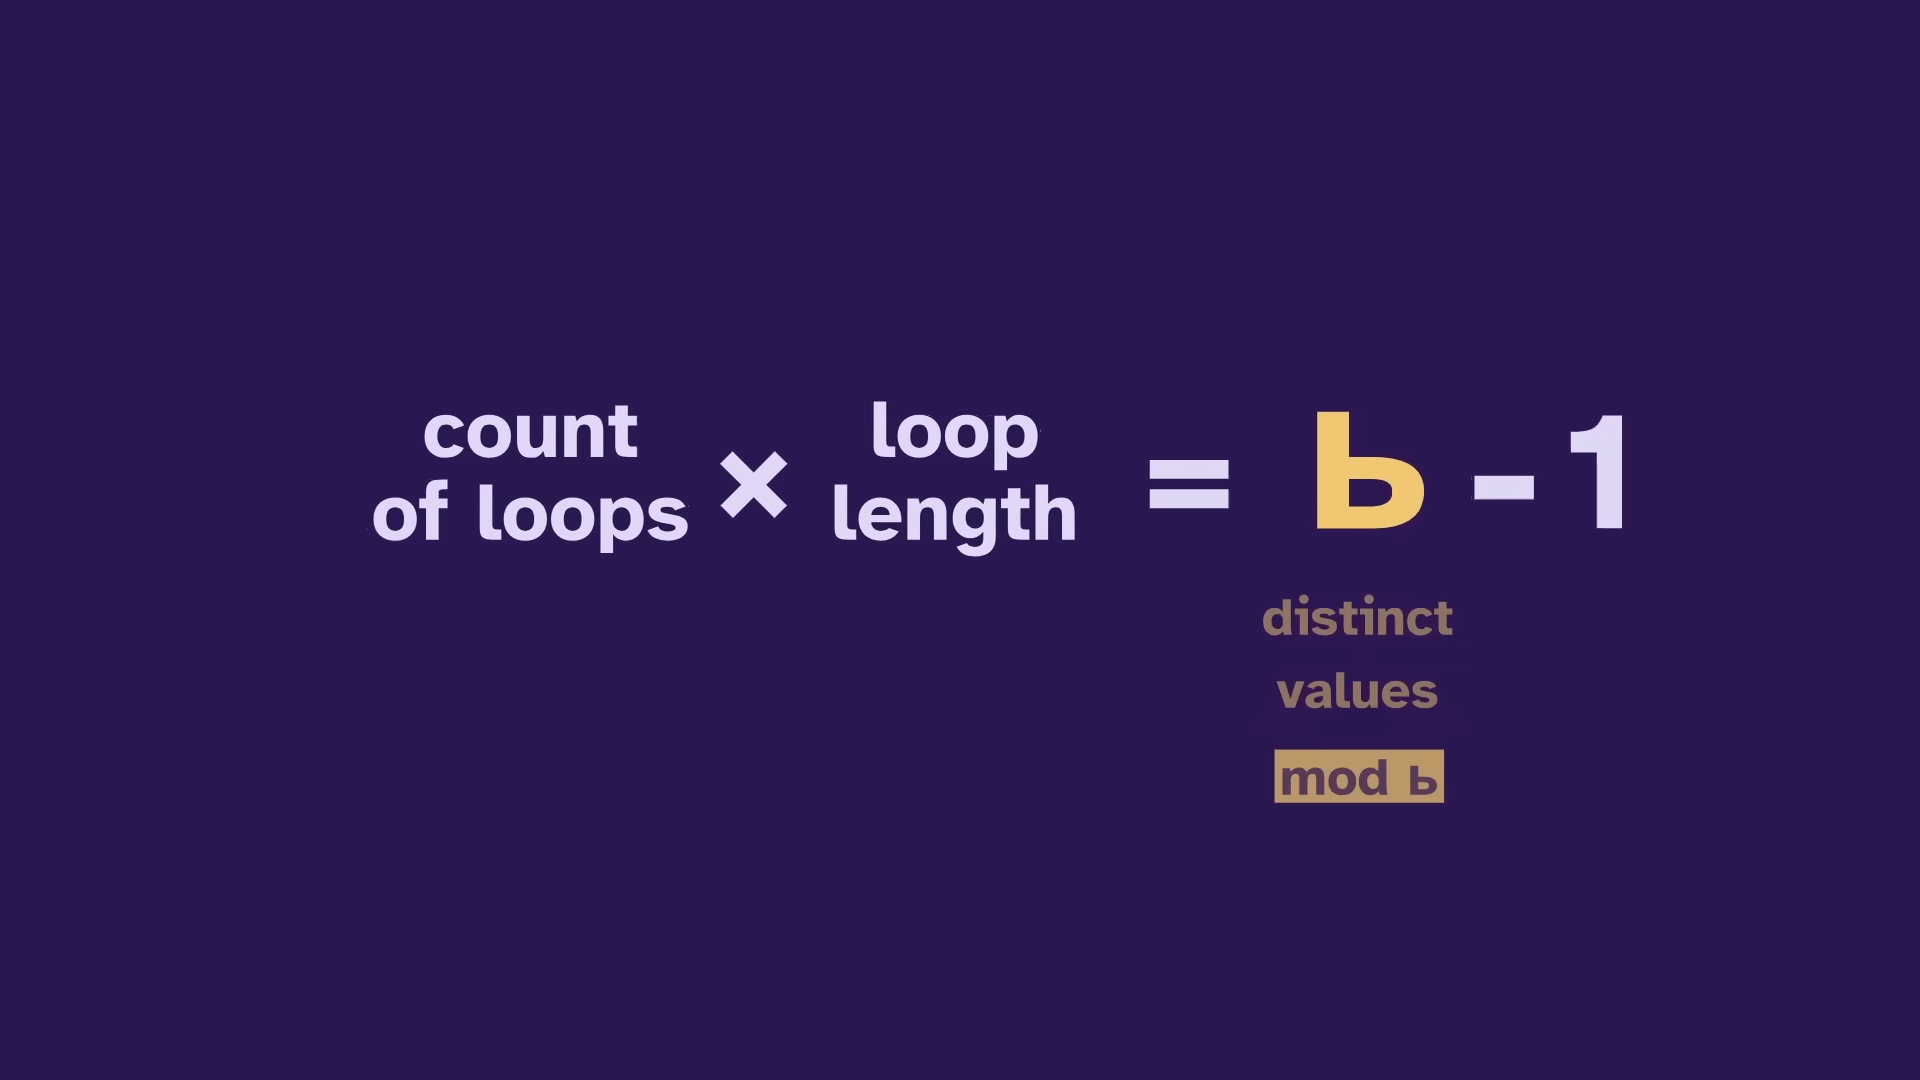 count
of loops × loop
length = ь - 1
distinct
values
mod ь